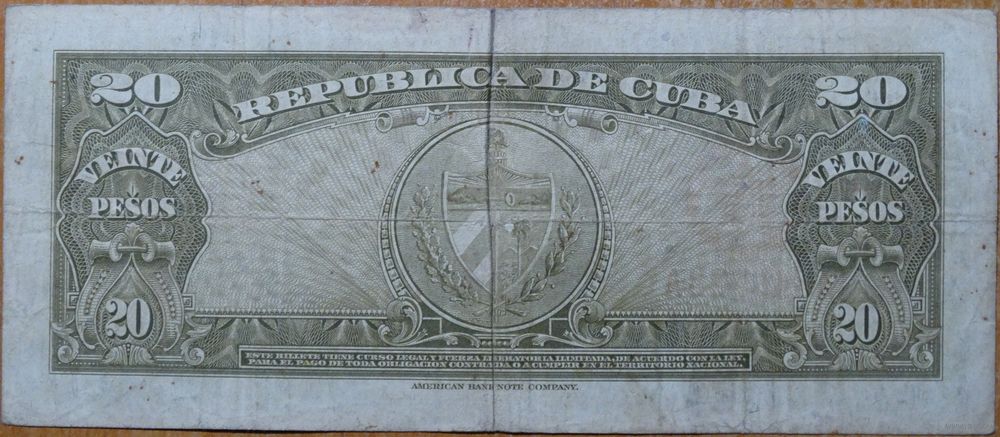 20 REPUBLICA DE CUBA 20
VEINTE
PESOS
VEINTE
PESOS
20
20
ESTE BILLETE TIENE CURSO LEGAL Y FUERZA LIBERATORIA ILIMITADA, DE ACUERDO CON LA LEY,
PARA EL PAGO DE TODA OBLIGACION CONTRAIDA O A CUMPLIR EN EL TERRITORIO NACIONAL.
AMERICAN BANK NOTE COMPANY.